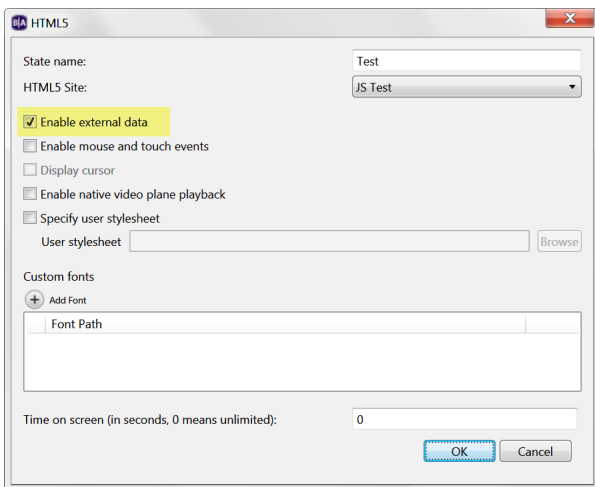 B|A HTML5
State name: Test
HTML5 Site: JS Test
Enable external data
Enable mouse and touch events
Display cursor
Enable native video plane playback
Specify user stylesheet
User stylesheet Browse
Custom fonts
Add Font
Font Path
Time on screen (in seconds, 0 means unlimited): 0
OK Cancel